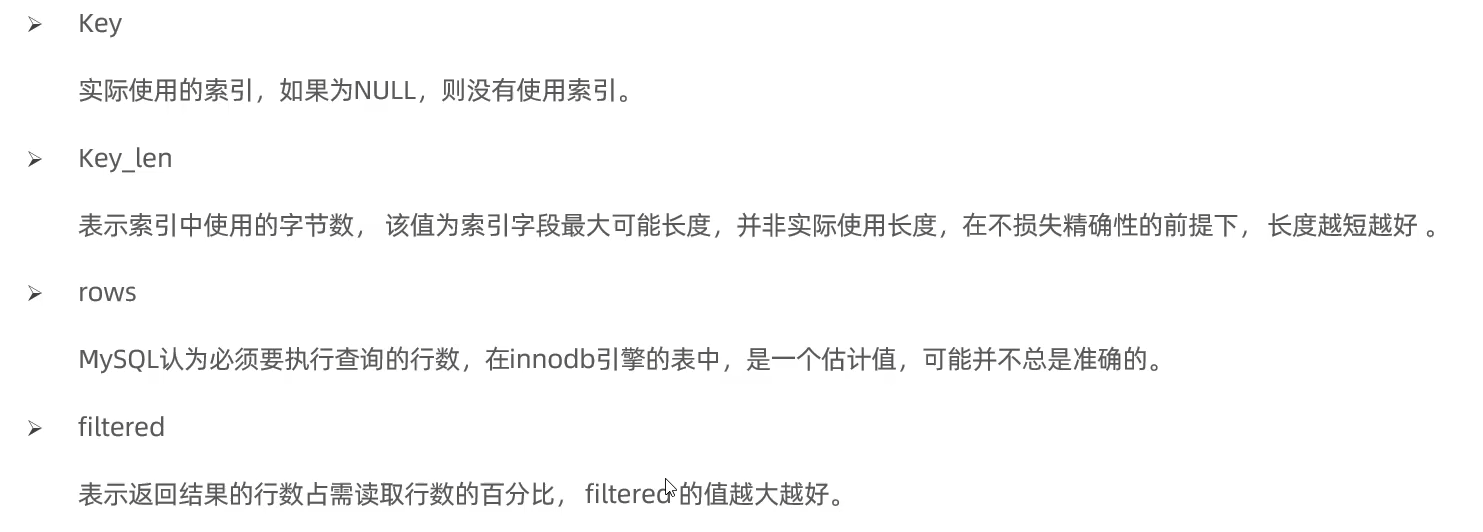 ➢ Key
实际使用的索引，如果为NULL，则没有使用索引。
➢ Key_len
表示索引中使用的字节数， 该值为索引字段最大可能长度，并非实际使用长度，在不损失精确性的前提下， 长度越短越好 。
➢ rows
MySQL认为必须要执行查询的行数，在innodb引擎的表中，是一个估计值，可能并不总是准确的。
➢ filtered
表示返回结果的行数占需读取行数的百分比， filtered 的值越大越好。